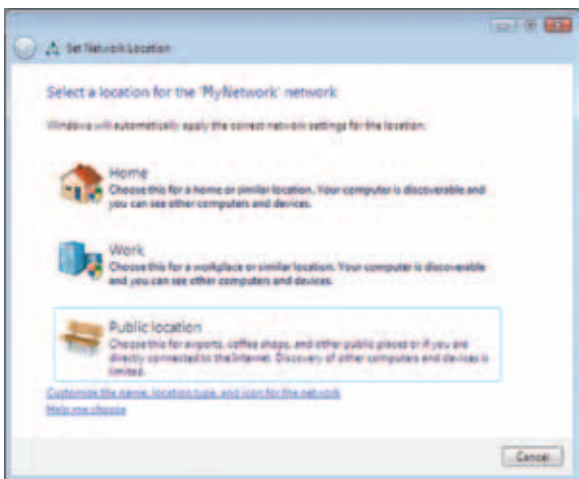 Set Network Location
Select a location for the 'MyNetwork' network
Windows will automatically apply the correct network settings for the location.
Home
Choose this for a home or similar location. Your computer is discoverable and
you can see other computers and devices.
Work
Choose this for a workplace or similar location. Your computer is discoverable
and you can see other computers and devices.
Public location
Choose this for airports, coffee shops, and other public places or if you are
directly connected to the Internet. Discovery of other computers and devices is
limited.
Customize the name, location type, and icon for the network
Help me choose
Cancel